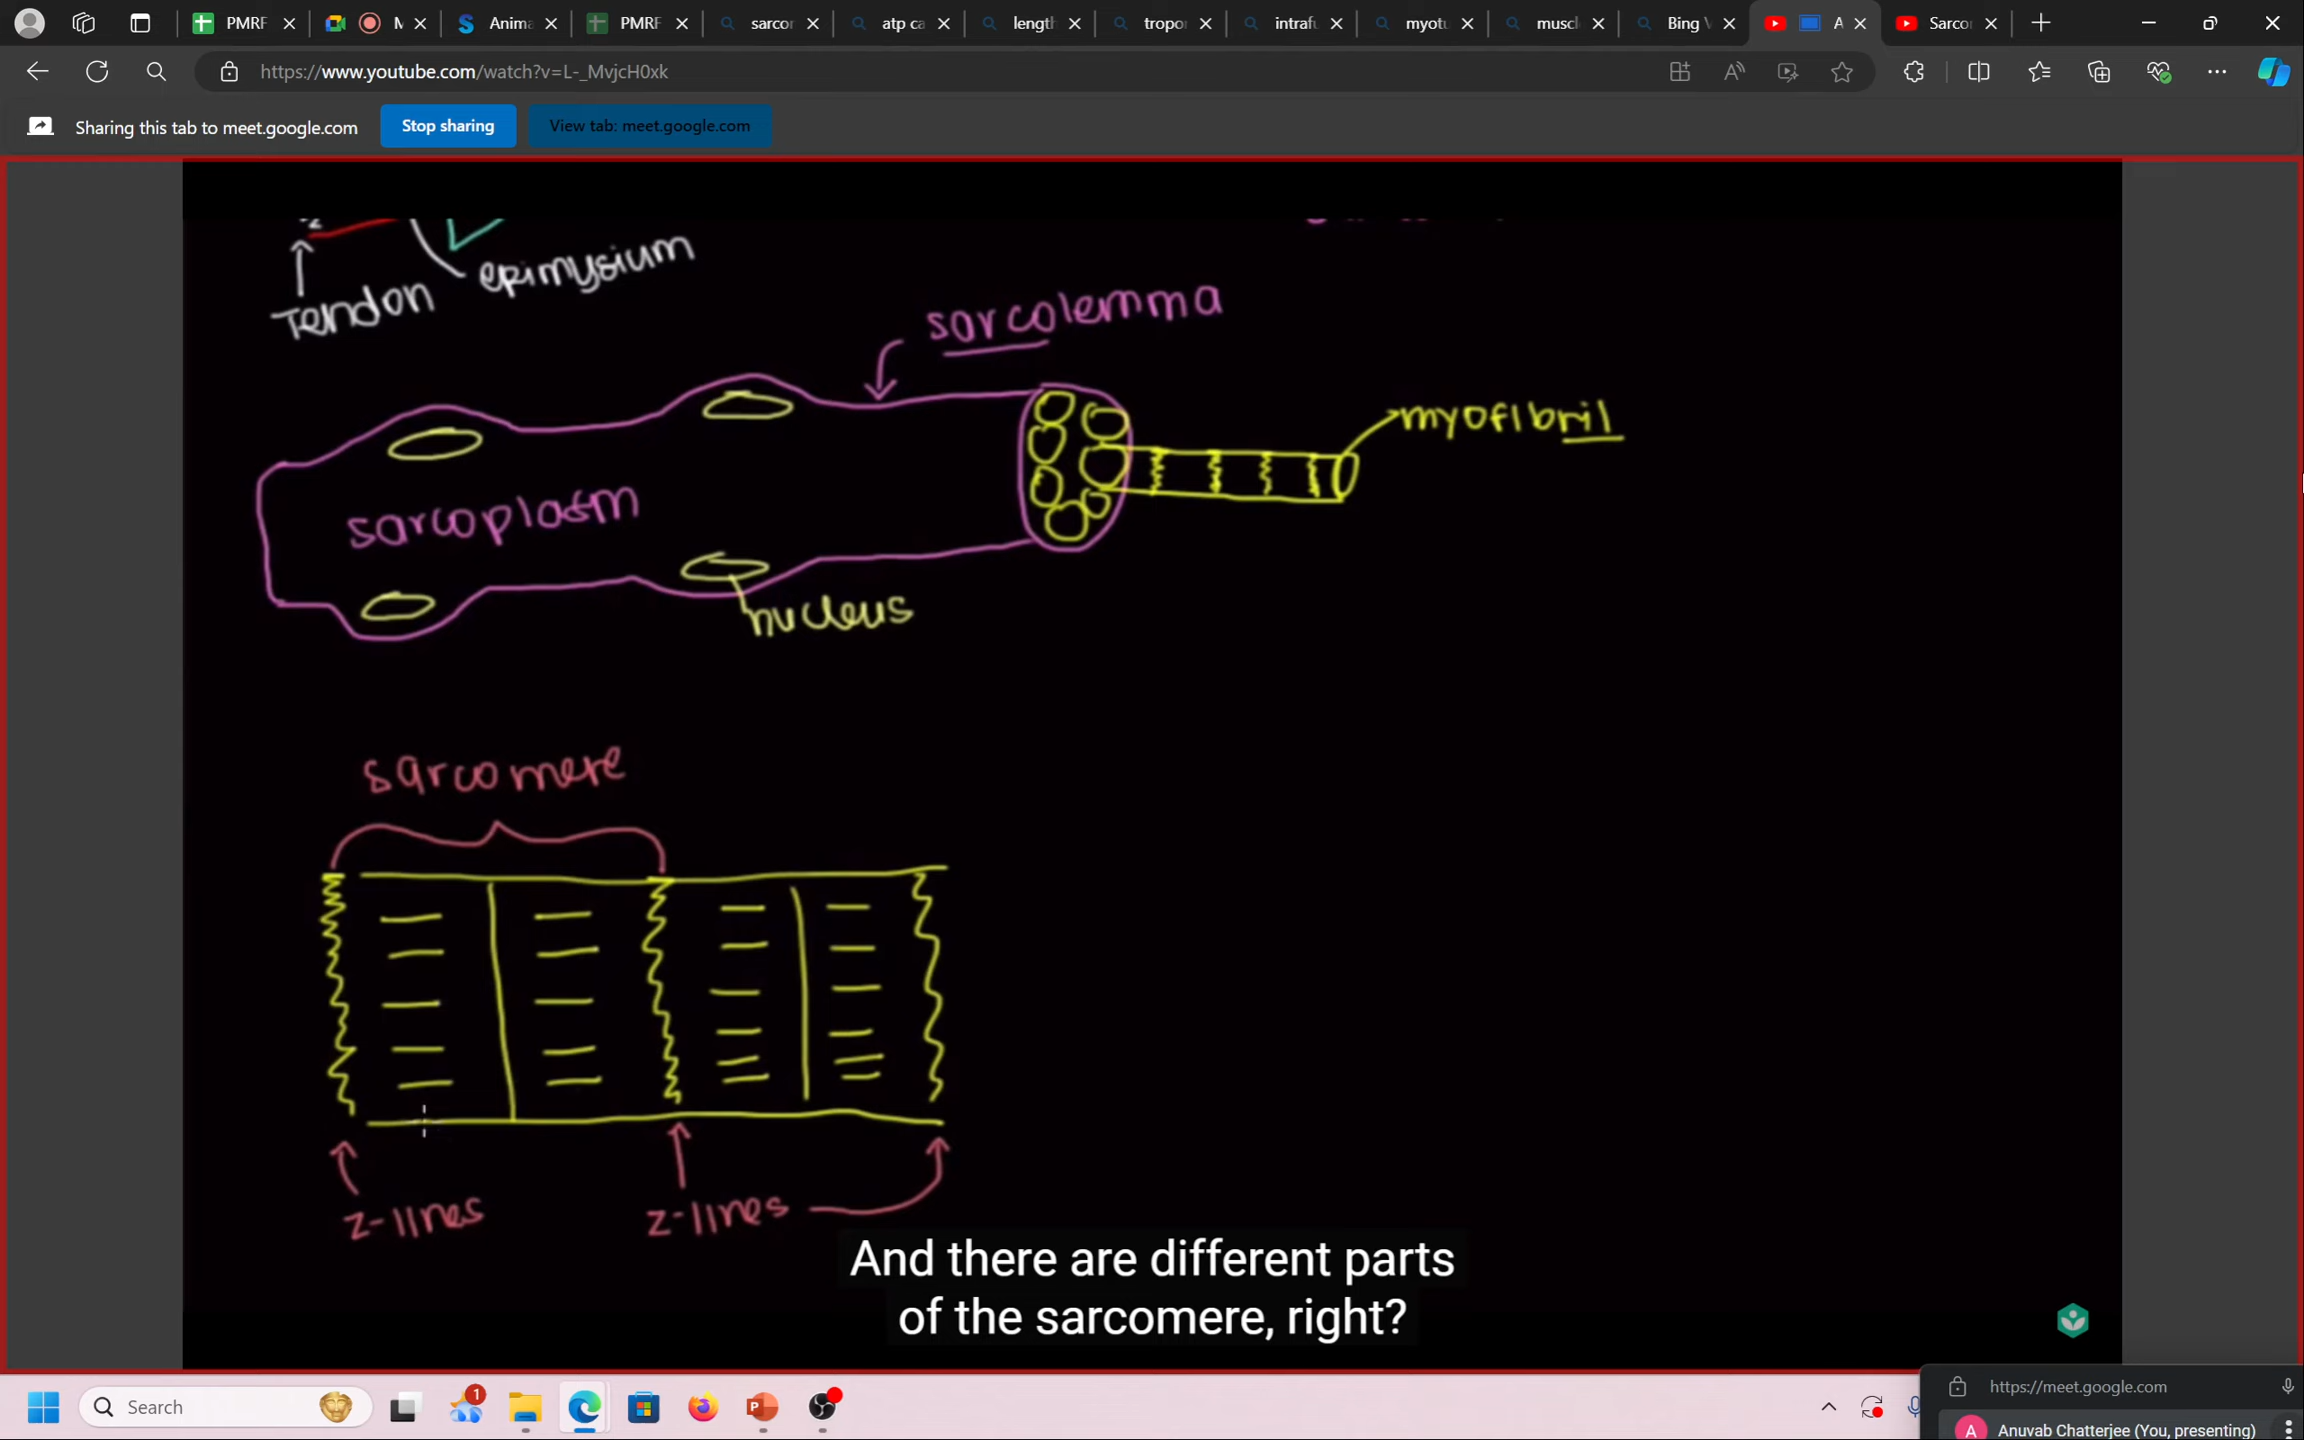 PMRF
M
Anima
PMRF
sarcor
atp ca
length
tropo
intrafu
myotu
muscl
Bing V
A
Sarco
https://www.youtube.com/watch?v=L-_MvjcH0xk
Sharing this tab to meet.google.com
Stop sharing
View tab: meet.google.com
Tendon
epimysium
sarcolemma
myofibril
sarcoplasm
nucleus
sarcomere
z-lines
z-lines
And there are different parts
of the sarcomere, right?
Search
1
https://meet.google.com
A Anuvab Chatterjee (You, presenting)